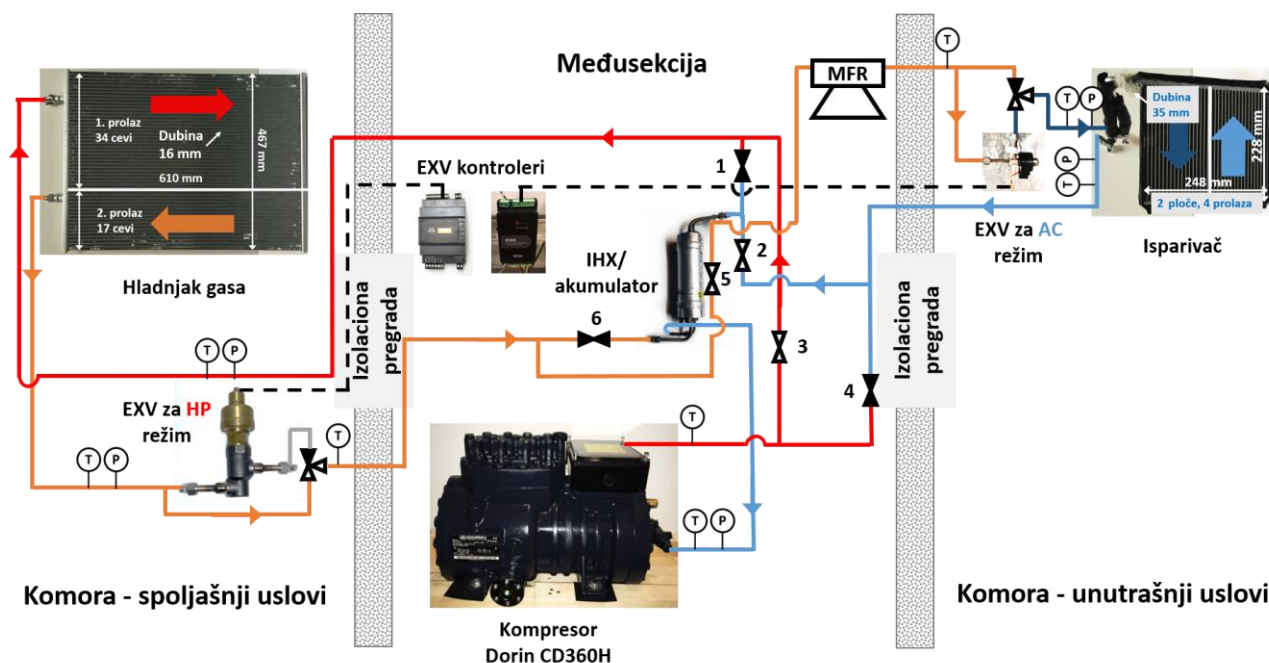 Međusekcija
MFR
T
1. prolaz
34 cevi
Dubina
16 mm
467 mm
610 mm
2. prolaz
17 cevi
Hladnjak gasa
EXV kontroleri
1
T
P
Dubina
35 mm
228 mm
248 mm
2 ploče, 4 prolaza
P
T
EXV za AC
režim
Isparivač
IHX/
akumulator
2
5
6
3
4
Izolaciona
pregrada
Izolaciona
pregrada
T
P
EXV za HP
režim
T
P
T
T
T
P
DORIN
Kompresor
Dorin CD360H
Komora - spoljašnji uslovi
Komora - unutrašnji uslovi